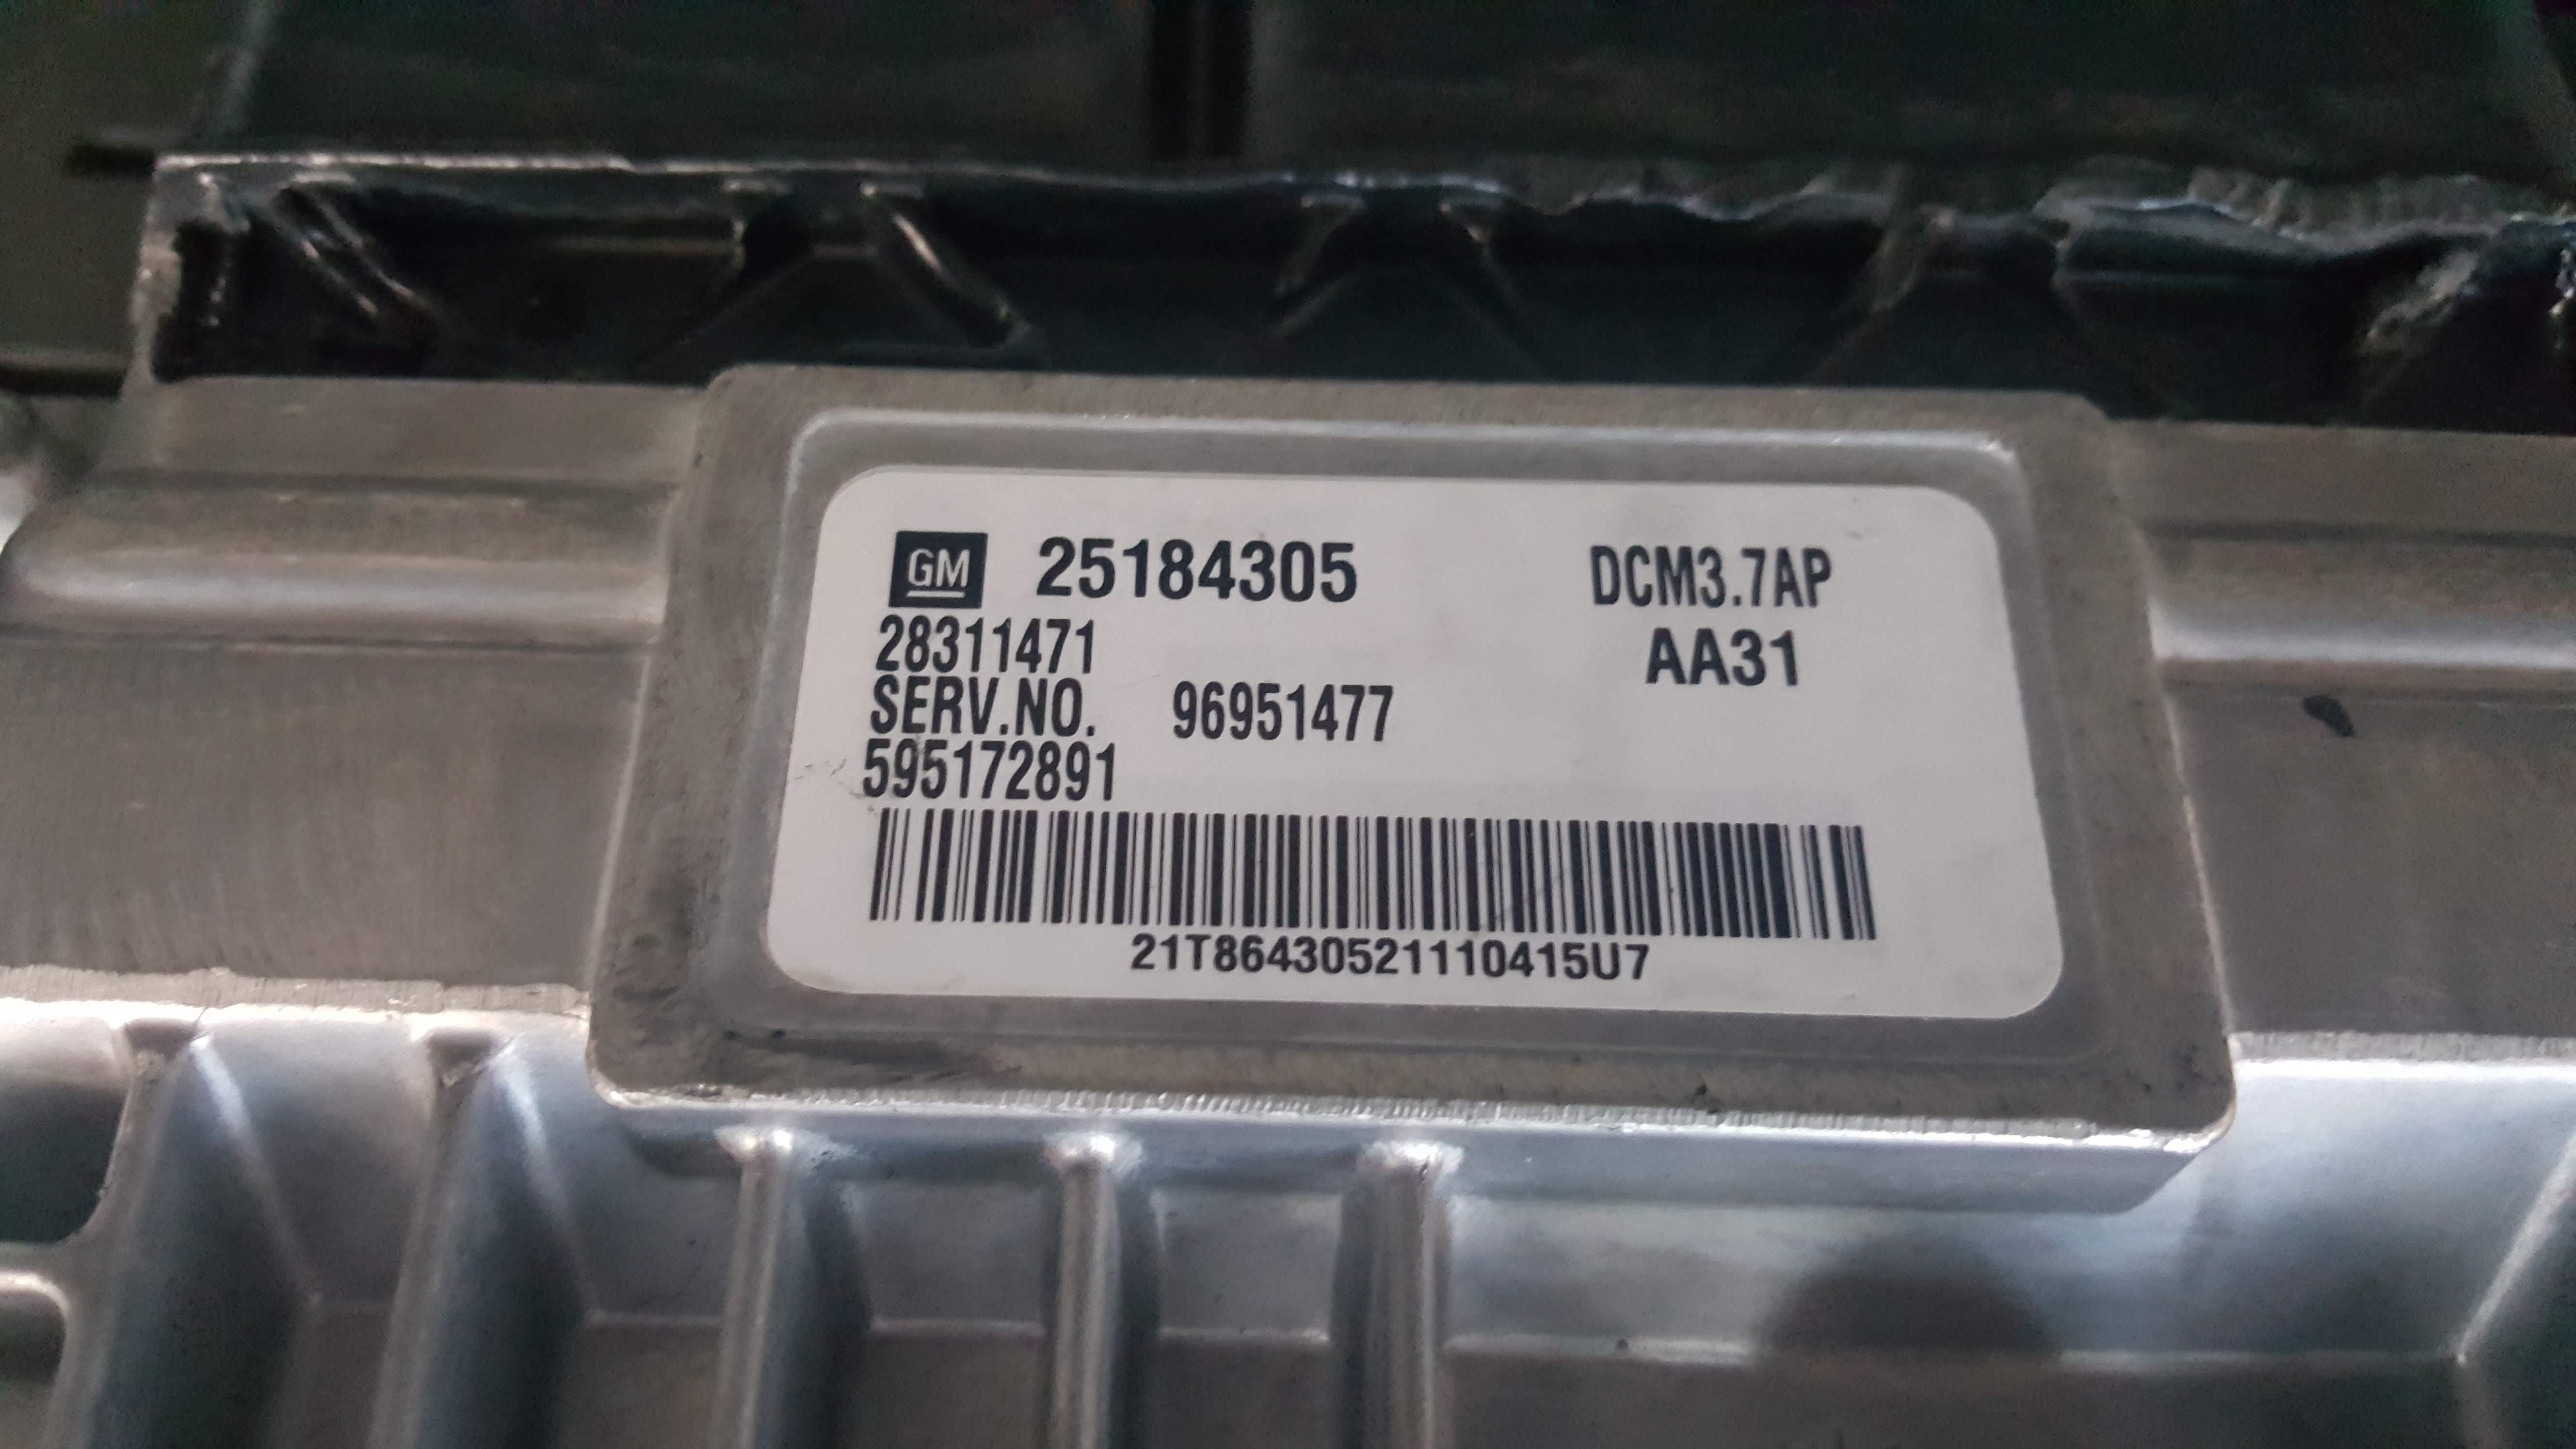 GM 25184305 DCM3.7AP
28311471 AA31
SERV.NO. 96951477
595172891
21T86430521110415U7